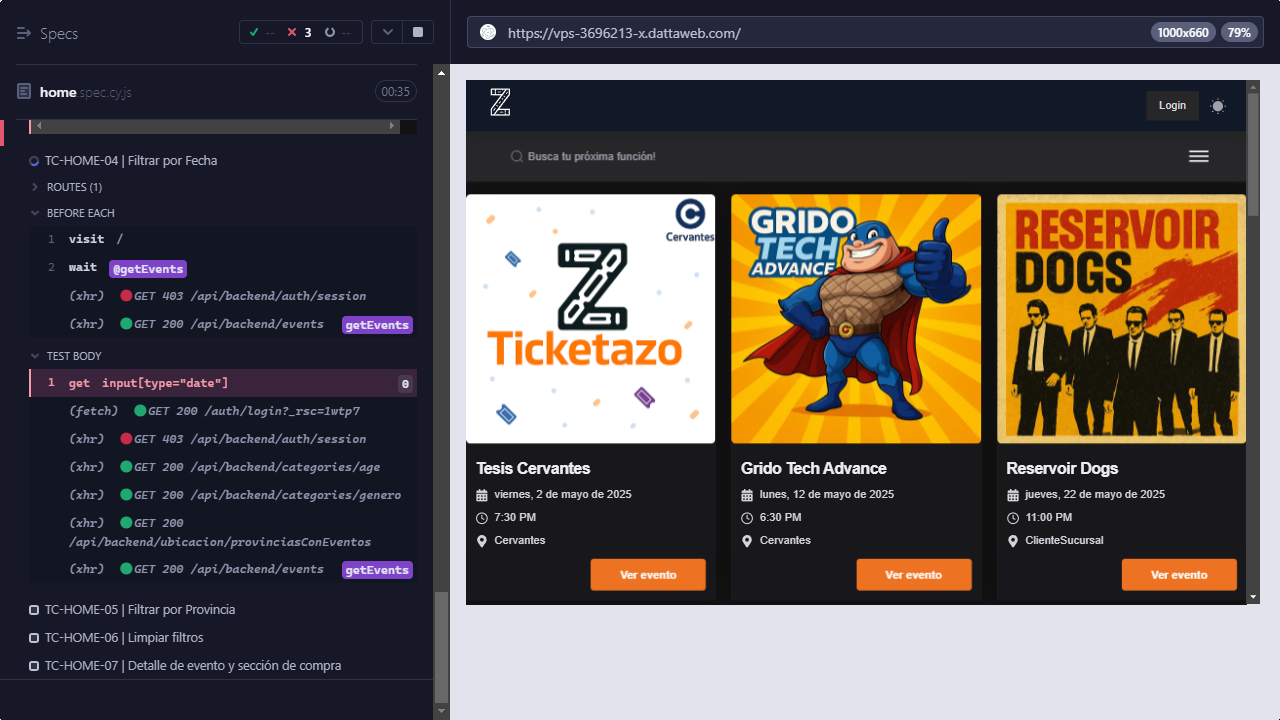 Specs
-- 3 --
home.spec.cy.js
00:35
TC-HOME-04 | Filtrar por Fecha
ROUTES (1)
BEFORE EACH
1 visit /
2 wait @getEvents
(xhr) GET 403 /api/backend/auth/session
(xhr) GET 200 /api/backend/events getEvents
TEST BODY
1 get input[type="date"] 0
(fetch) GET 200 /auth/login?_rsc=1wtp7
(xhr) GET 403 /api/backend/auth/session
(xhr) GET 200 /api/backend/categories/age
(xhr) GET 200 /api/backend/categories/genero
(xhr) GET 200
/api/backend/ubicacion/provinciasConEventos
(xhr) GET 200 /api/backend/events getEvents
TC-HOME-05 | Filtrar por Provincia
TC-HOME-06 | Limpiar filtros
TC-HOME-07 | Detalle de evento y sección de compra
https://vps-3696213-x.dattaweb.com/
1000x660
79%
Login
Busca tu próxima función!
C
Cervantes
Z
Ticketazo
Tesis Cervantes
viernes, 2 de mayo de 2025
7:30 PM
Cervantes
Ver evento
GRIDO
TECH
ADVANCE
Grido Tech Advance
lunes, 12 de mayo de 2025
6:30 PM
Cervantes
Ver evento
RESERVOIR
DOGS
Reservoir Dogs
jueves, 22 de mayo de 2025
11:00 PM
ClienteSucursal
Ver evento